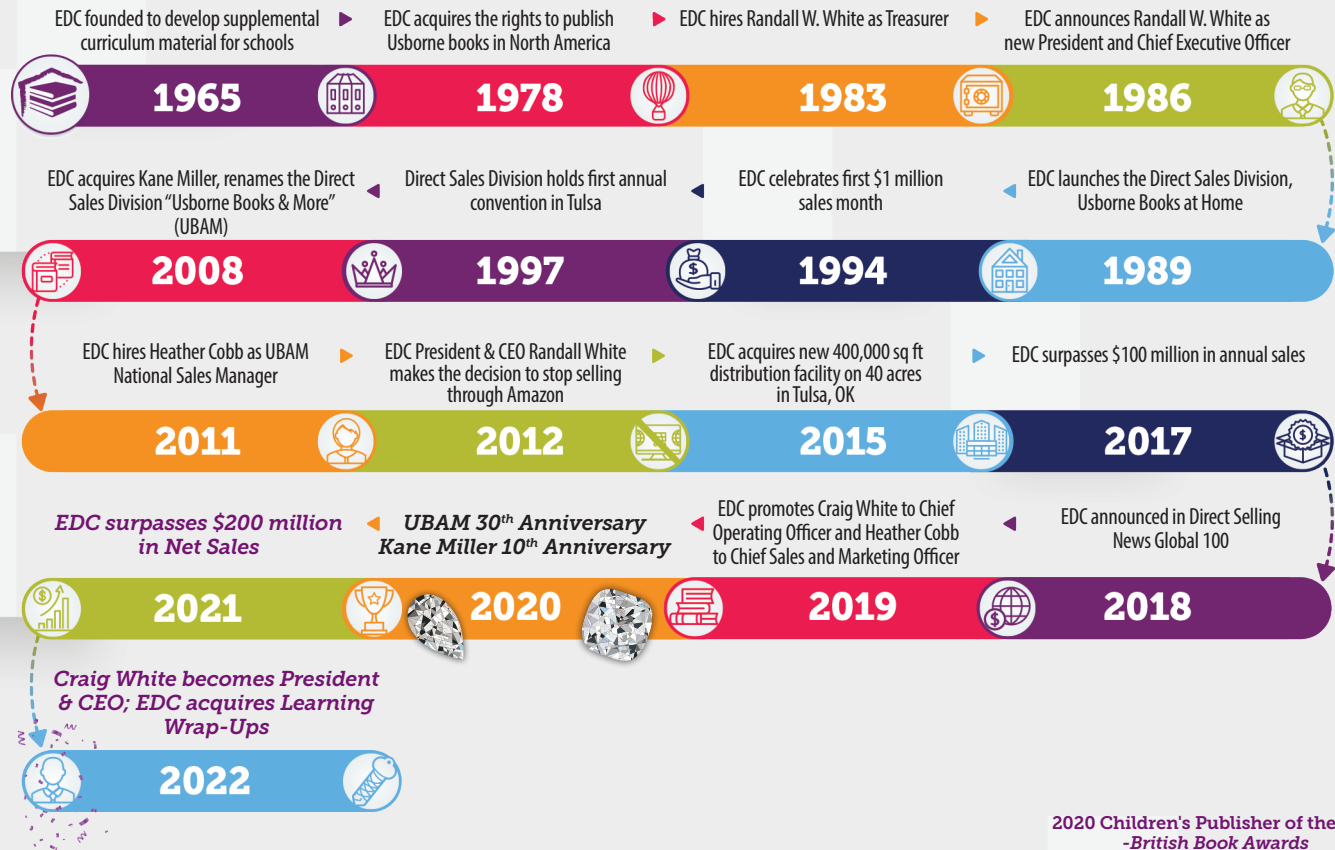 EDC founded to develop supplemental
curriculum material for schools
EDC acquires the rights to publish
Usborne books in North America
EDC hires Randall W. White as Treasurer
EDC announces Randall W. White as
new President and Chief Executive Officer
1965
1978
1983
1986
EDC launches the Direct Sales Division,
Usborne Books at Home
EDC celebrates first $1 million
sales month
Direct Sales Division holds first annual
convention in Tulsa
EDC acquires Kane Miller, renames the Direct
Sales Division “Usborne Books & More”
(UBAM)
1989
1994
1997
2008
EDC hires Heather Cobb as UBAM
National Sales Manager
EDC President & CEO Randall White
makes the decision to stop selling
through Amazon
EDC acquires new 400,000 sq ft
distribution facility on 40 acres
in Tulsa, OK
EDC surpasses $100 million in annual sales
2011
2012
2015
2017
EDC announced in Direct Selling
News Global 100
EDC promotes Craig White to Chief
Operating Officer and Heather Cobb
to Chief Sales and Marketing Officer
UBAM 30th Anniversary
Kane Miller 10th Anniversary
EDC surpasses $200 million
in Net Sales
2018
2019
2020
2021
Craig White becomes President
& CEO; EDC acquires Learning
Wrap-Ups
2022
2020 Children's Publisher of the
-British Book Awards